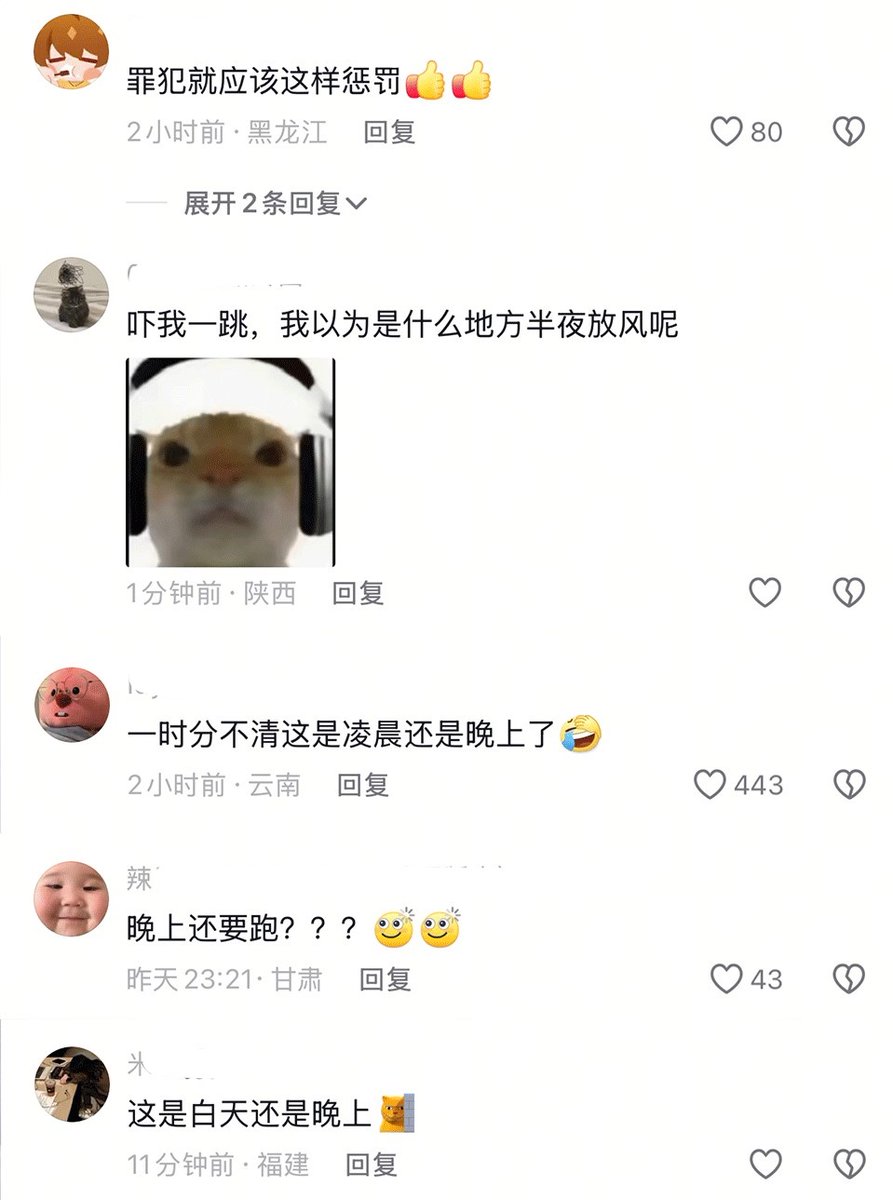 罪犯就应该这样惩罚
2小时前·黑龙江 回复 80
展开2条回复
吓我一跳，我以为是什么地方半夜放风呢
1分钟前·陕西 回复
一时分不清这是凌晨还是晚上了
2小时前·云南 回复 443
辣
晚上还要跑？？？
昨天23:21·甘肃 回复 43
米
这是白天还是晚上
11分钟前·福建 回复